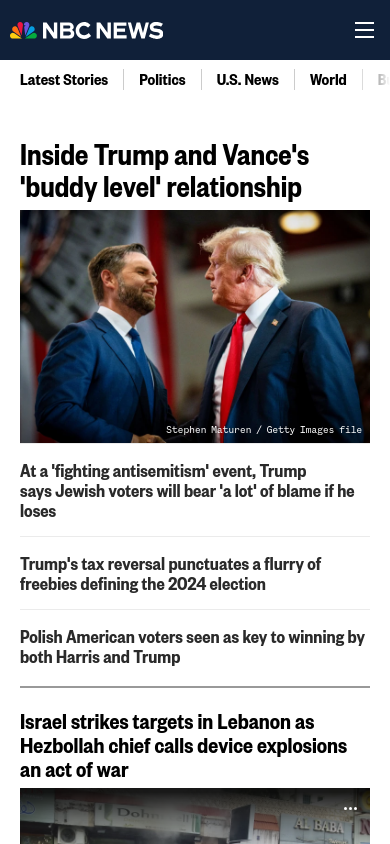 NBC NEWS
Latest Stories
Politics
U.S. News
World
Inside Trump and Vance's
'buddy level' relationship
Stephen Maturen / Getty Images file
At a 'fighting antisemitism' event, Trump
says Jewish voters will bear 'a lot' of blame if he
loses
Trump's tax reversal punctuates a flurry of
freebies defining the 2024 election
Polish American voters seen as key to winning by
both Harris and Trump
Israel strikes targets in Lebanon as
Hezbollah chief calls device explosions
an act of war
AL BABA